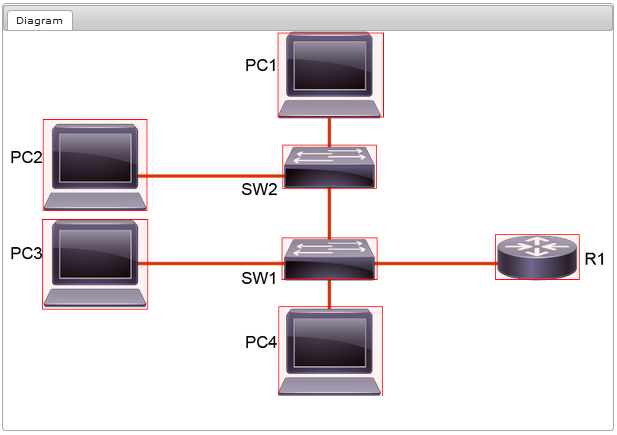 Diagram
PC1
PC2
SW2
PC3
SW1
R1
PC4